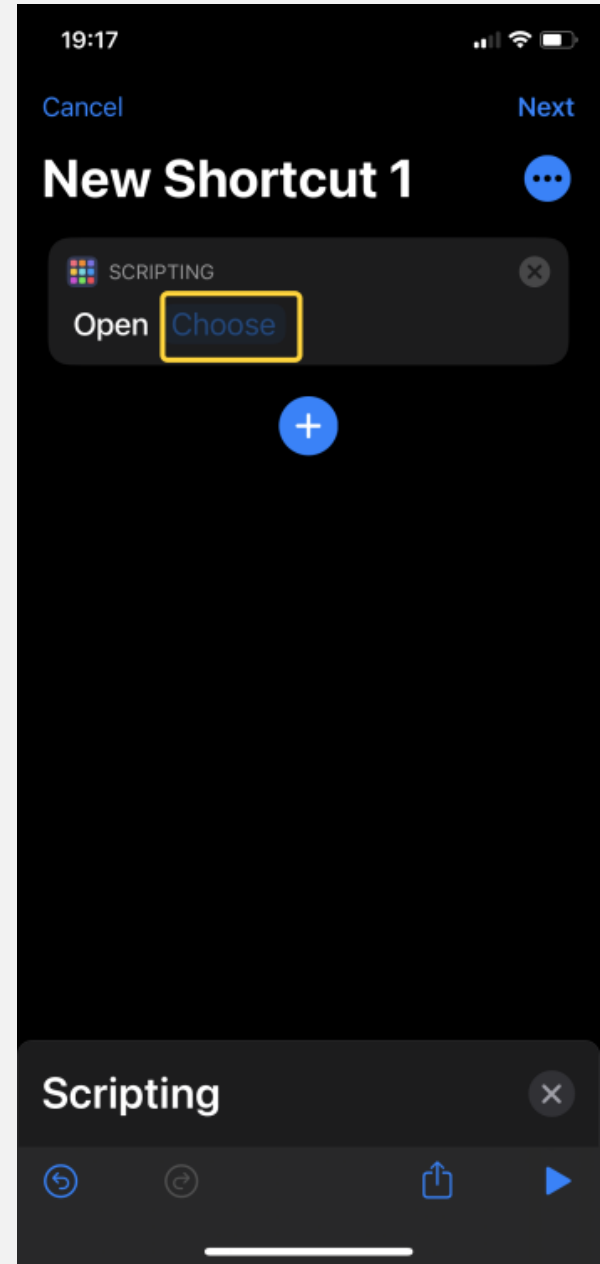 19:17
Cancel Next
New Shortcut 1
SCRIPTING
Open Choose
Scripting